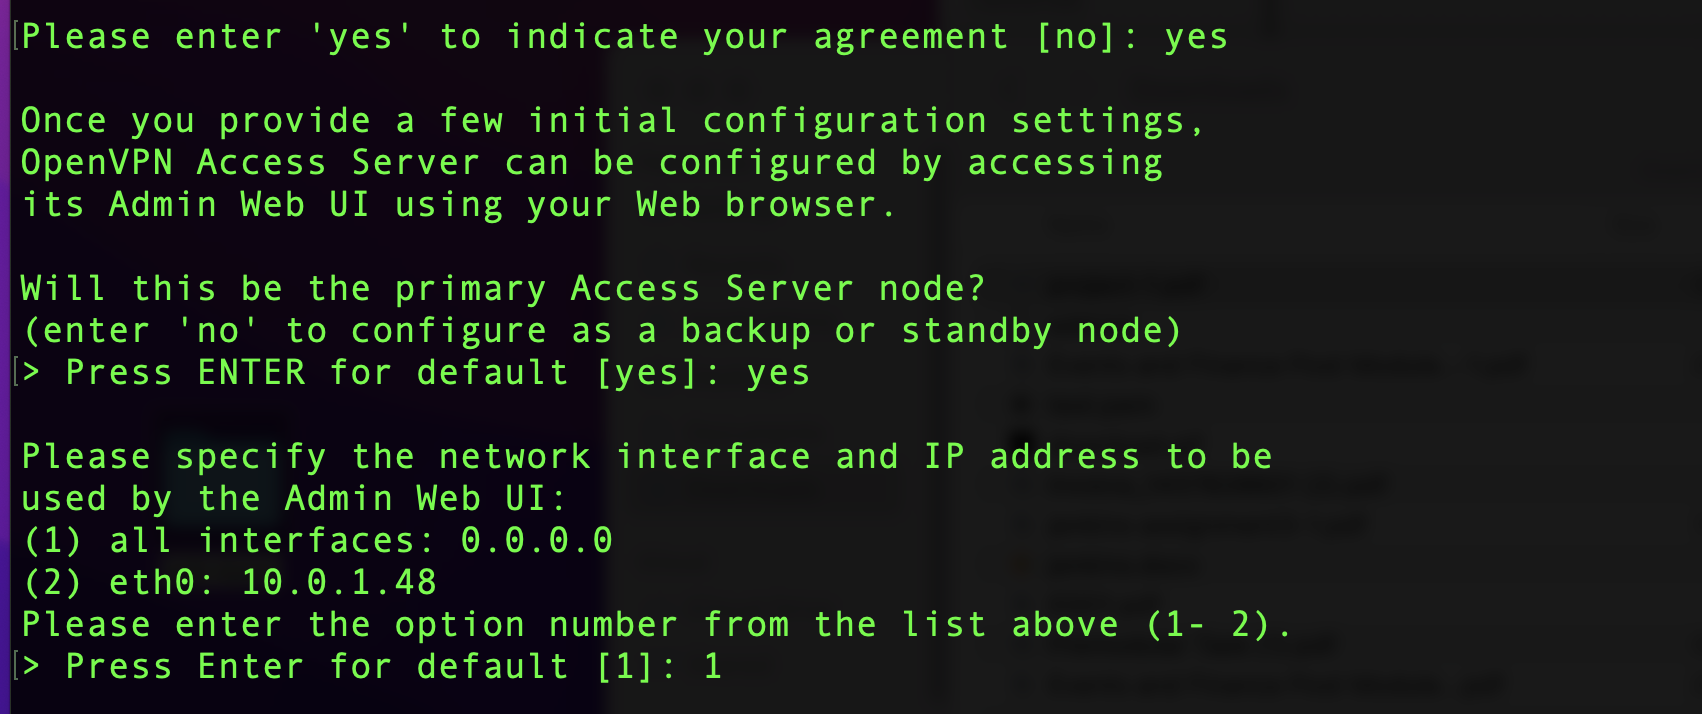 Please enter 'yes' to indicate your agreement [no]: yes
Once you provide a few initial configuration settings,
OpenVPN Access Server can be configured by accessing
its Admin Web UI using your Web browser.
Will this be the primary Access Server node?
(enter 'no' to configure as a backup or standby node)
> Press ENTER for default [yes]: yes
Please specify the network interface and IP address to be
used by the Admin Web UI:
(1) all interfaces: 0.0.0.0
(2) eth0: 10.0.1.48
Please enter the option number from the list above (1- 2).
> Press Enter for default [1]: 1